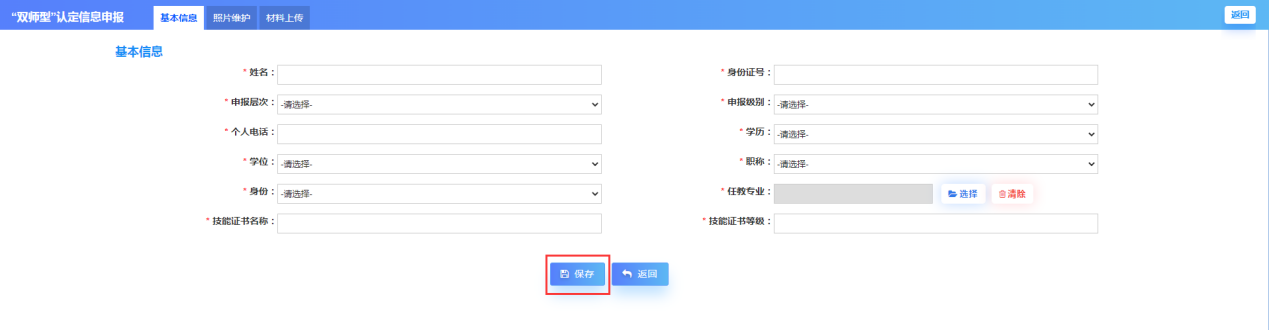 “双师型”认定信息申报 基本信息 照片维护 材料上传 返回
基本信息
* 姓名： * 身份证号：
* 申报层次： -请选择- * 申报级别： -请选择-
* 个人电话： * 学历： -请选择-
* 学位： -请选择- * 职称： -请选择-
* 身份： -请选择- * 任教专业： 选择 清除
* 技能证书名称： * 技能证书等级：
保存 返回